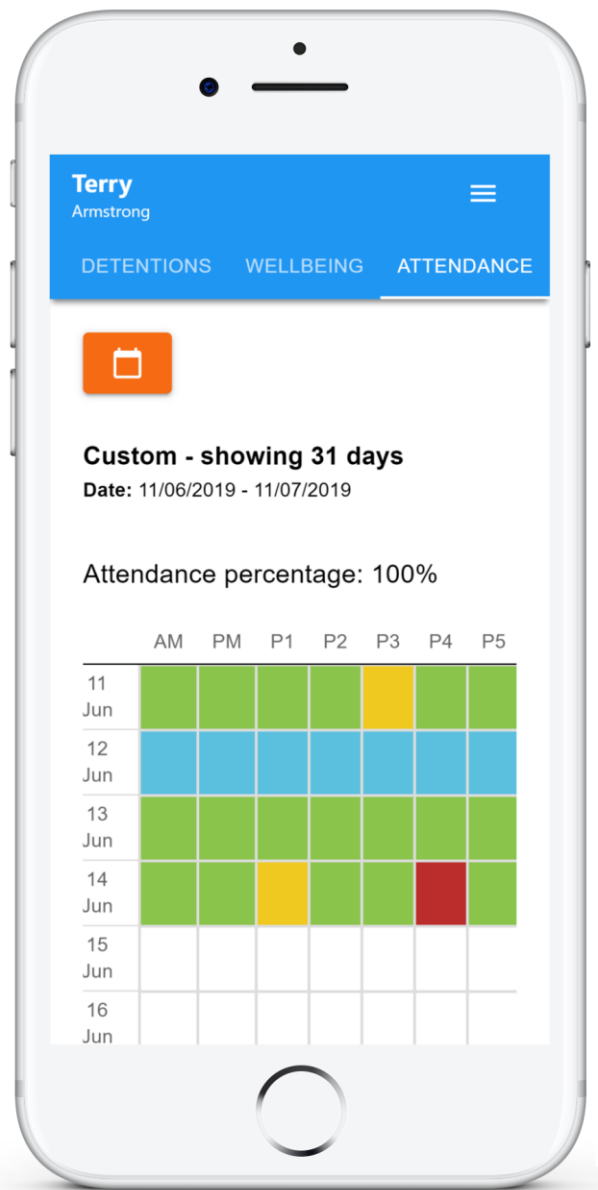 Terry
Armstrong
DETENTIONS WELLBEING ATTENDANCE
Custom - showing 31 days
Date: 11/06/2019 - 11/07/2019
Attendance percentage: 100%
AM PM P1 P2 P3 P4 P5
11
Jun
12
Jun
13
Jun
14
Jun
15
Jun
16
Jun